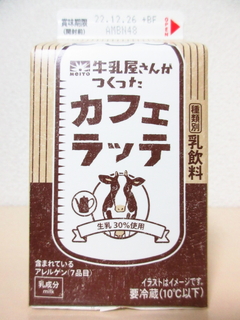 賞味期限
(開封前)
22.12.26
牛乳屋さんが
つくった
カフェ
ラッテ
種類別
乳飲料
生乳30%使用
含まれている
アレルゲン(7品目)
乳成分
milk
イラストはイメージです。
要冷蔵(10℃以下)